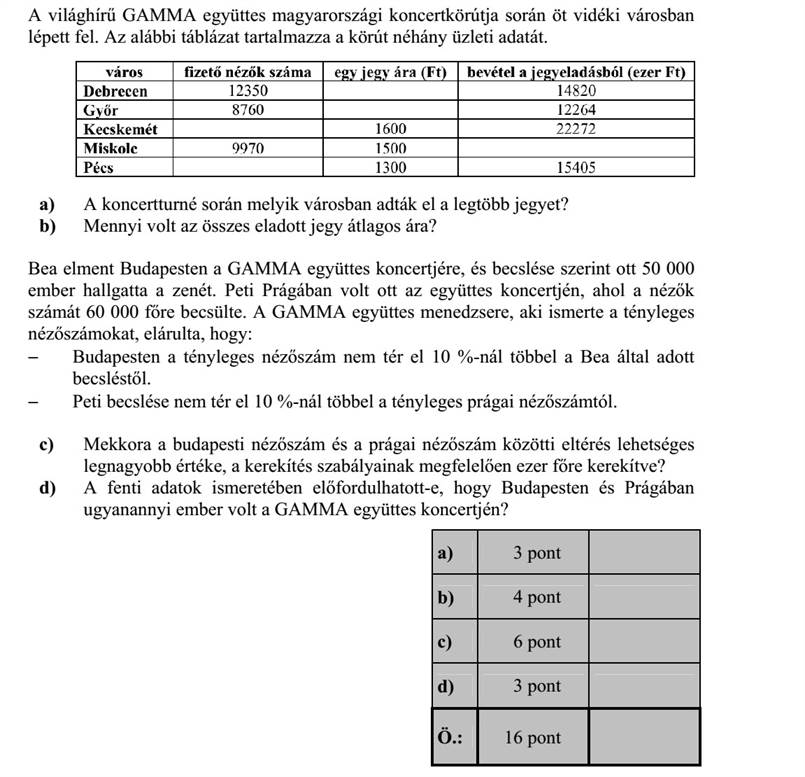 A világhírű GAMMA együttes magyarországi koncertkörútja során öt vidéki városban
lépett fel. Az alábbi táblázat tartalmazza a körút néhány üzleti adatát.
város fizető nézők száma egy jegy ára (Ft) bevétel a jegyeladásból (ezer Ft)
Debrecen 12350 14820
Győr 8760 12264
Kecskemét 1600 22272
Miskolc 9970 1500
Pécs 1300 15405
a) A koncertturné során melyik városban adták el a legtöbb jegyet?
b) Mennyi volt az összes eladott jegy átlagos ára?
Bea elment Budapesten a GAMMA együttes koncertjére, és becslése szerint ott 50 000
ember hallgatta a zenét. Peti Prágában volt ott az együttes koncertjén, ahol a nézők
számát 60 000 főre becsülte. A GAMMA együttes menedzsere, aki ismerte a tényleges
nézőszámokat, elárulta, hogy:
– Budapesten a tényleges nézőszám nem tér el 10 %-nál többel a Bea által adott
becsléstől.
– Peti becslése nem tér el 10 %-nál többel a tényleges prágai nézőszámtól.
c) Mekkora a budapesti nézőszám és a prágai nézőszám közötti eltérés lehetséges
legnagyobb értéke, a kerekítés szabályainak megfelelően ezer főre kerekítve?
d) A fenti adatok ismeretében előfordulhatott-e, hogy Budapesten és Prágában
ugyanannyi ember volt a GAMMA együttes koncertjén?
a) 3 pont
b) 4 pont
c) 6 pont
d) 3 pont
Ö.: 16 pont